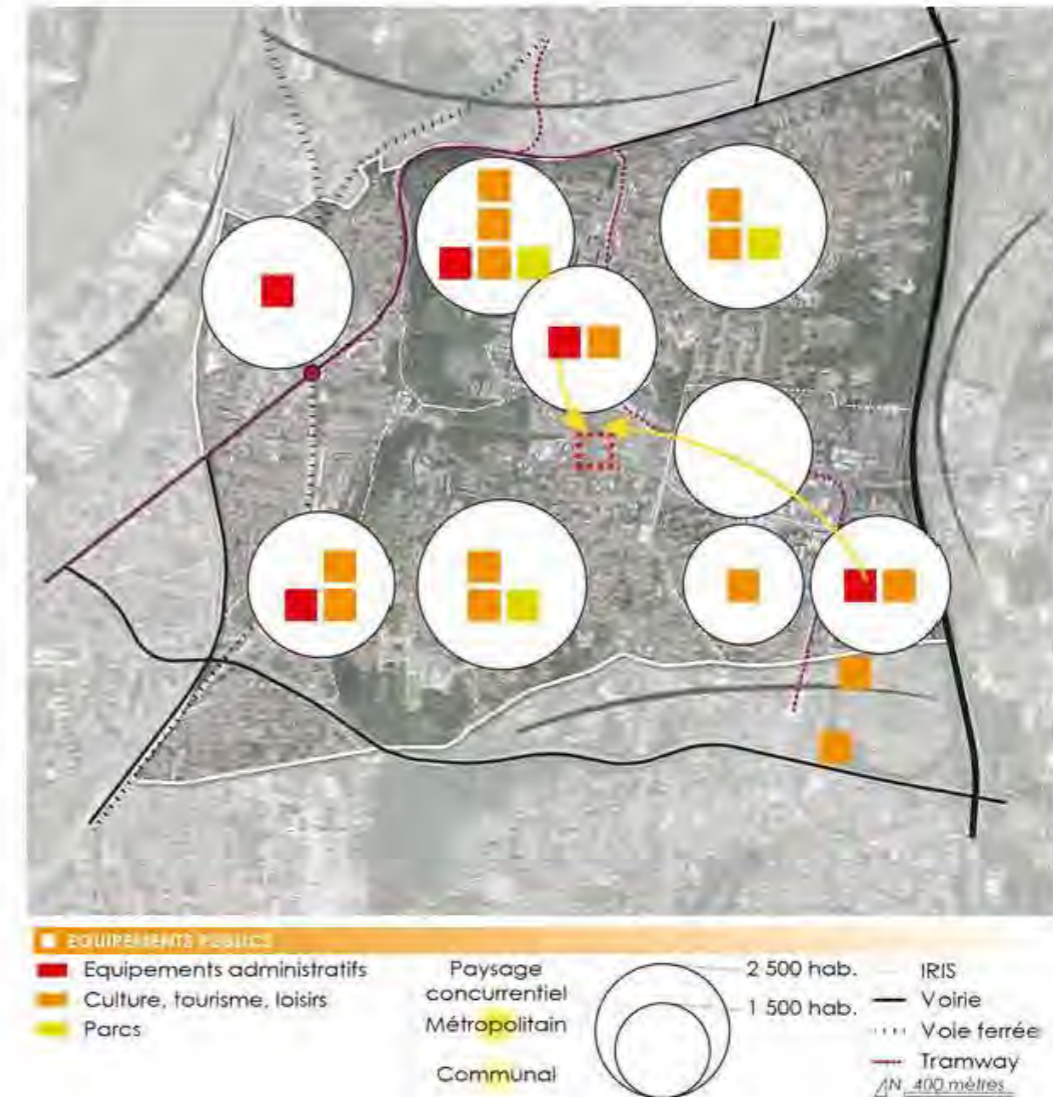 EQUIPEMENTS PUBLICS
Equipements administratifs
Culture, tourisme, loisirs
Parcs
Paysage
concurrentiel
Métropolitain
Communal
2 500 hab.
1 500 hab.
IRIS
Voirie
Voie ferrée
Tramway
N 400 mètres